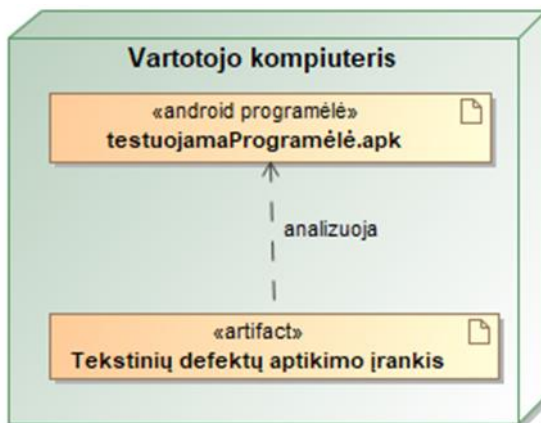 Vartotojo kompiuteris
«android programėlė»
testuojamaProgramėlė.apk
analizuoja
«artifact»
Tekstinių defektų aptikimo įrankis